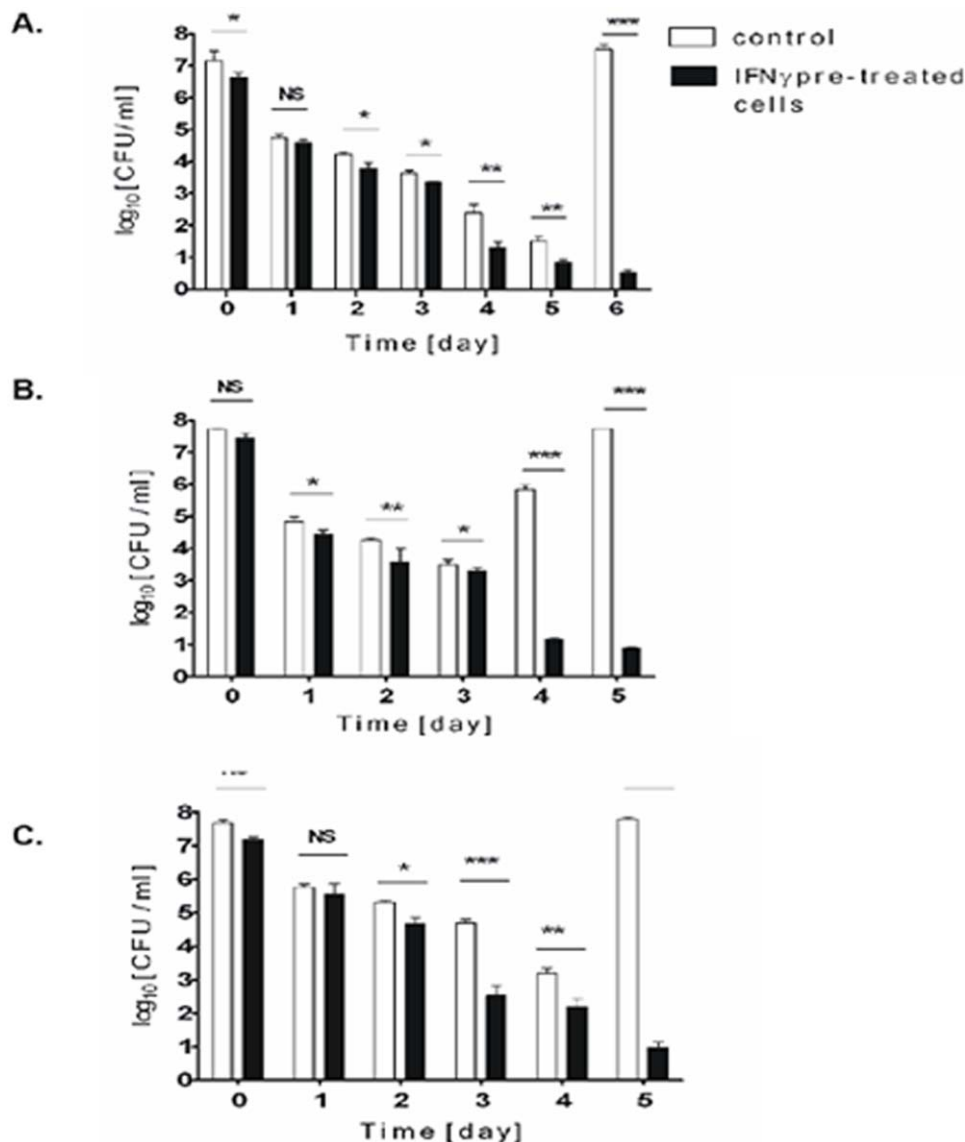 A.
* NS * * ** ** ***
control
IFNγpre-treated
cells
log10[CFU/ml]
8
7
6
5
4
3
2
1
0
0 1 2 3 4 5 6
Time [day]
B.
NS * ** * *** ***
log10[CFU/ml]
8
7
6
5
4
3
2
1
0
0 1 2 3 4 5
Time [day]
C.
NS * *** **
log10[CFU/ml]
8
7
6
5
4
3
2
1
0
0 1 2 3 4 5
Time [day]